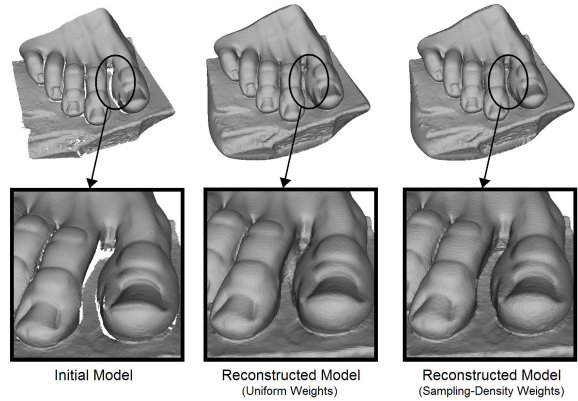 Initial Model
Reconstructed Model
(Uniform Weights)
Reconstructed Model
(Sampling-Density Weights)